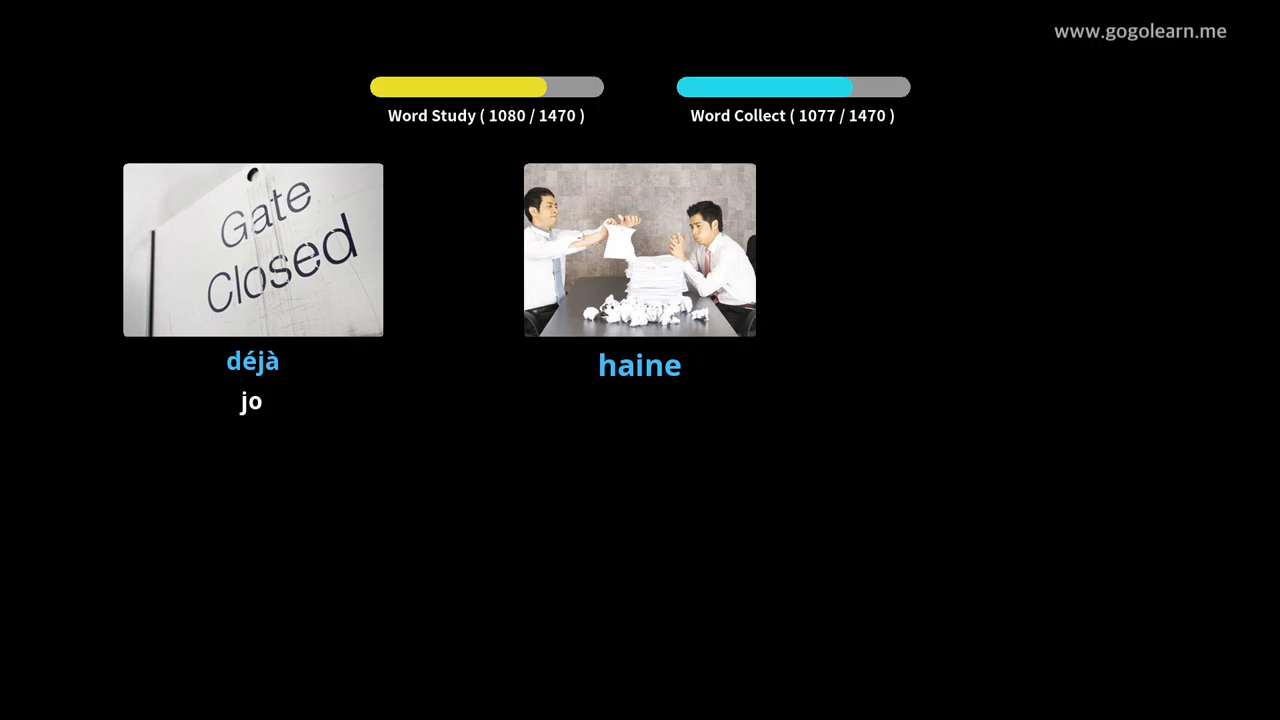 www.gogolearn.me
Word Study ( 1080 / 1470 )
Word Collect ( 1077 / 1470 )
Gate
Closed
déjà
jo
haine